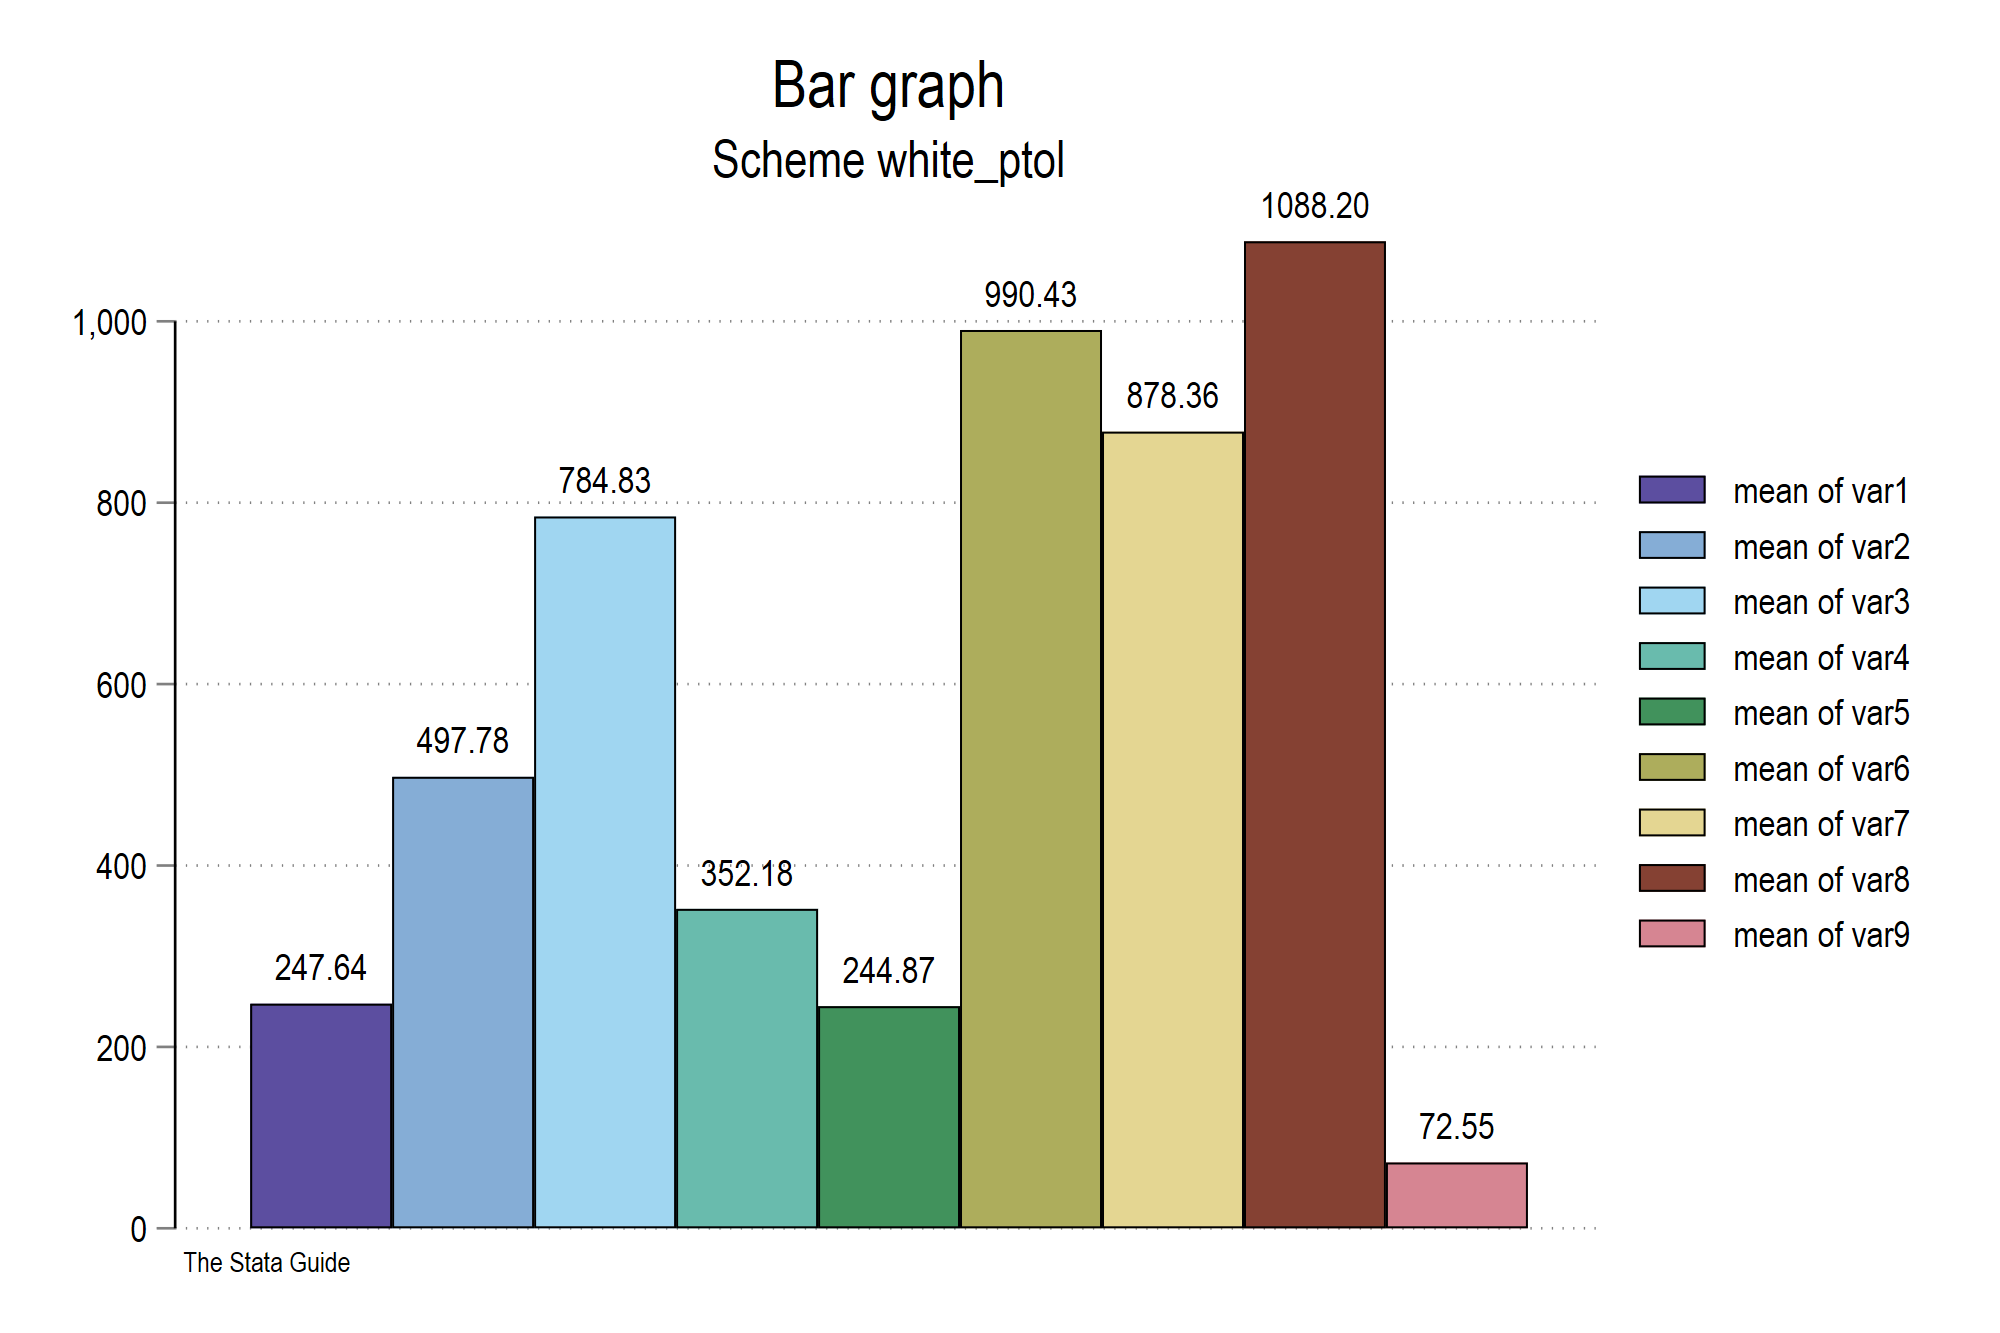 Bar graph
Scheme white_ptol
1088.20
990.43
1,000
878.36
784.83
800
600
497.78
352.18
400
247.64
244.87
200
72.55
0
The Stata Guide
mean of var1
mean of var2
mean of var3
mean of var4
mean of var5
mean of var6
mean of var7
mean of var8
mean of var9